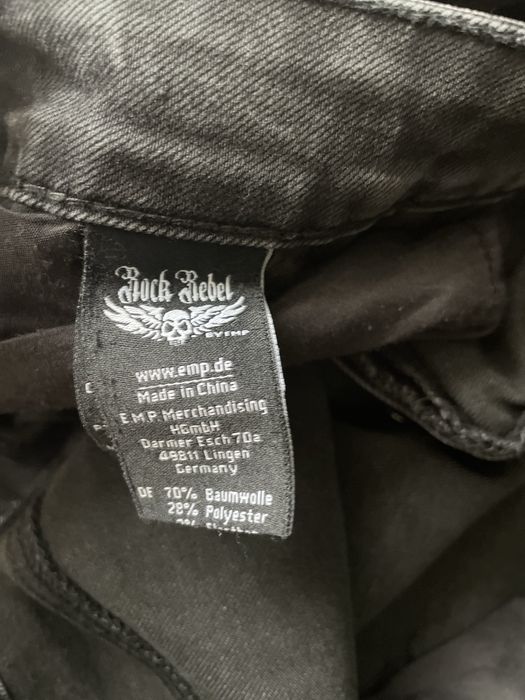 Rock Rebel
BY EMP
www.emp.de
Made in China
E.M.P. Merchandising
HGmbH
Darmer Esch 70a
49811 Lingen
Germany
DE 70% Baumwolle
28% Polyester